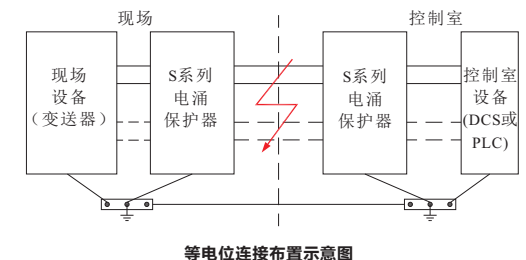 现场
控制室
现场
设备
（变送器）
S系列
电涌
保护器
S系列
电涌
保护器
控制室
设备
(DCS或
PLC)
等电位连接布置示意图